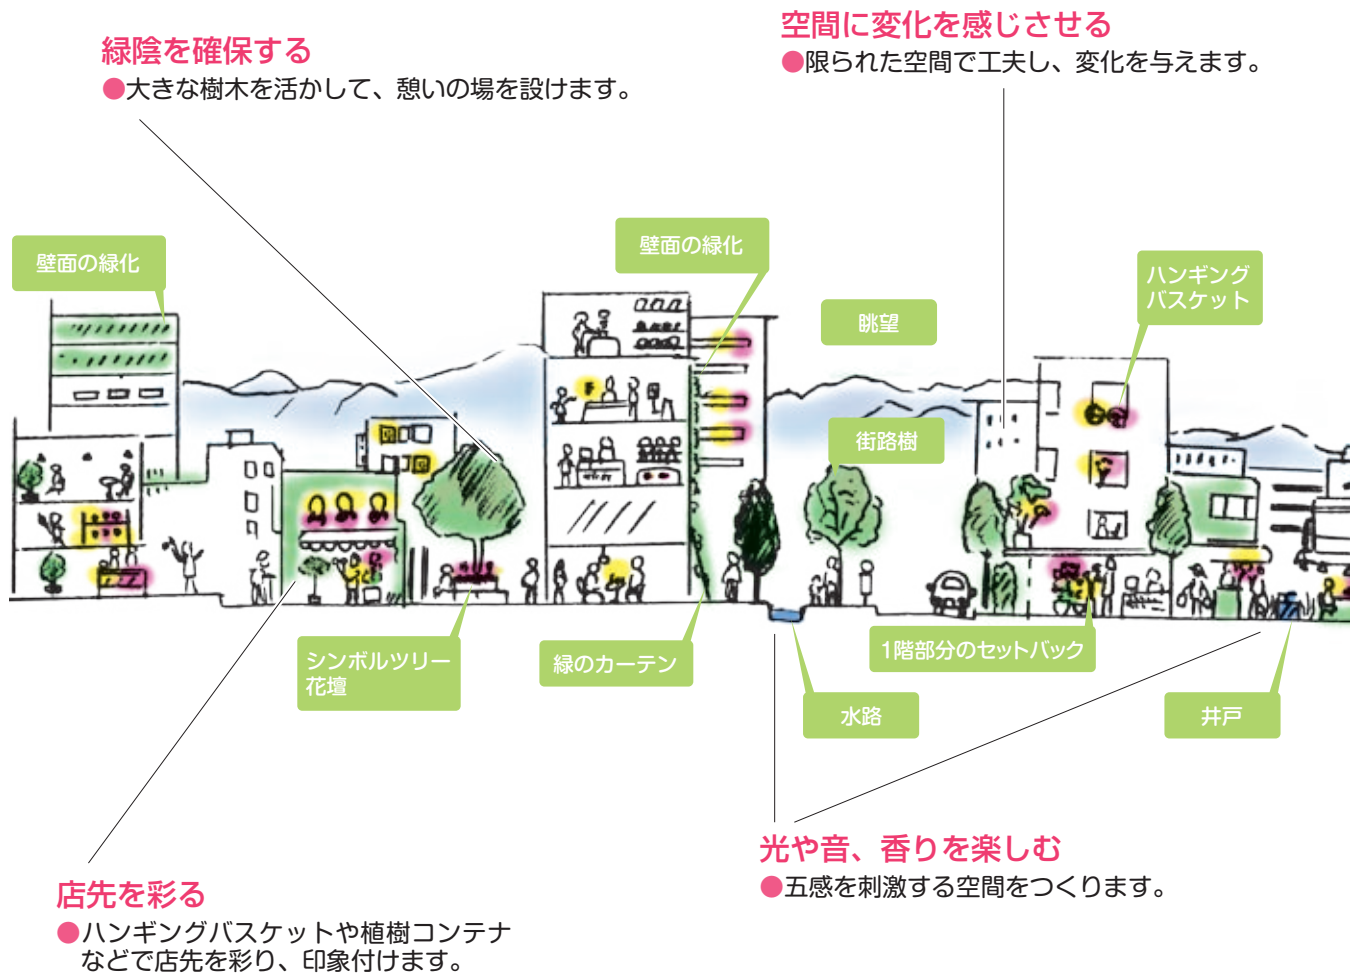 緑陰を確保する
●大きな樹木を活かして、憩いの場を設けます。
空間に変化を感じさせる
●限られた空間で工夫し、変化を与えます。
壁面の緑化
壁面の緑化
眺望
ハンギング
バスケット
街路樹
シンボルツリー
花壇
緑のカーテン
水路
1階部分のセットバック
井戸
光や音、香りを楽しむ
●五感を刺激する空間をつくります。
店先を彩る
●ハンギングバスケットや植樹コンテナ
などで店先を彩り、印象付けます。